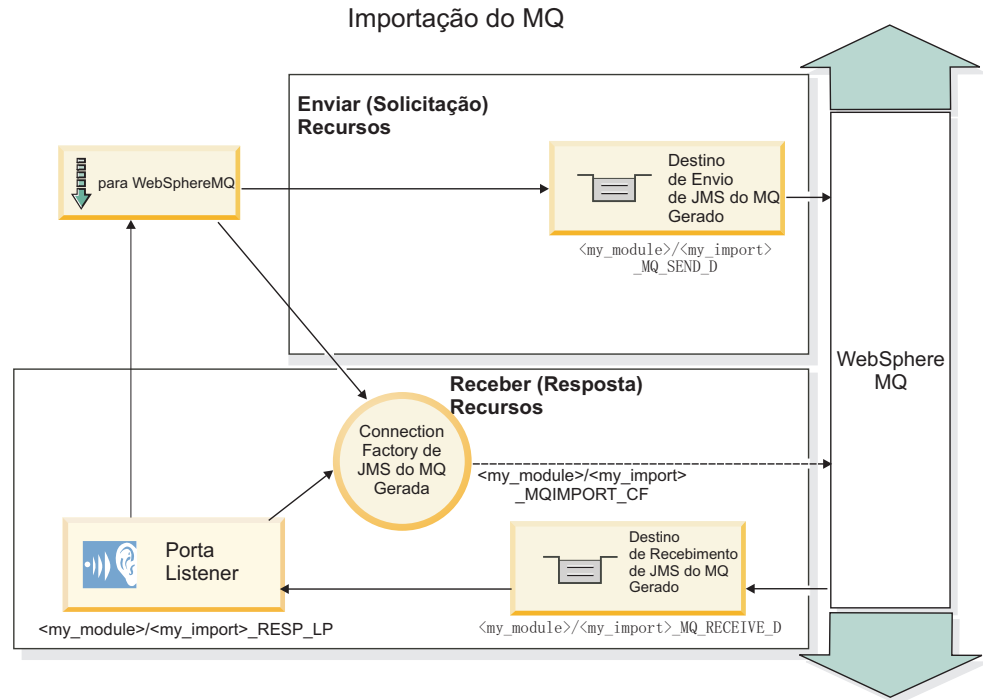 Importação do MQ
Enviar (Solicitação)
Recursos
para WebSphereMQ
Destino
de Envio
de JMS do MQ
Gerado
<my_module>/<my_import>
_MQ_SEND_D
WebSphere
MQ
Receber (Resposta)
Recursos
Connection
Factory de
JMS do MQ
Gerada
<my_module>/<my_import>
_MQIMPORT_CF
Porta
Listener
<my_module>/<my_import>_RESP_LP
Destino
de Recebimento
de JMS do MQ
Gerado
<my_module>/<my_import>_MQ_RECEIVE_D